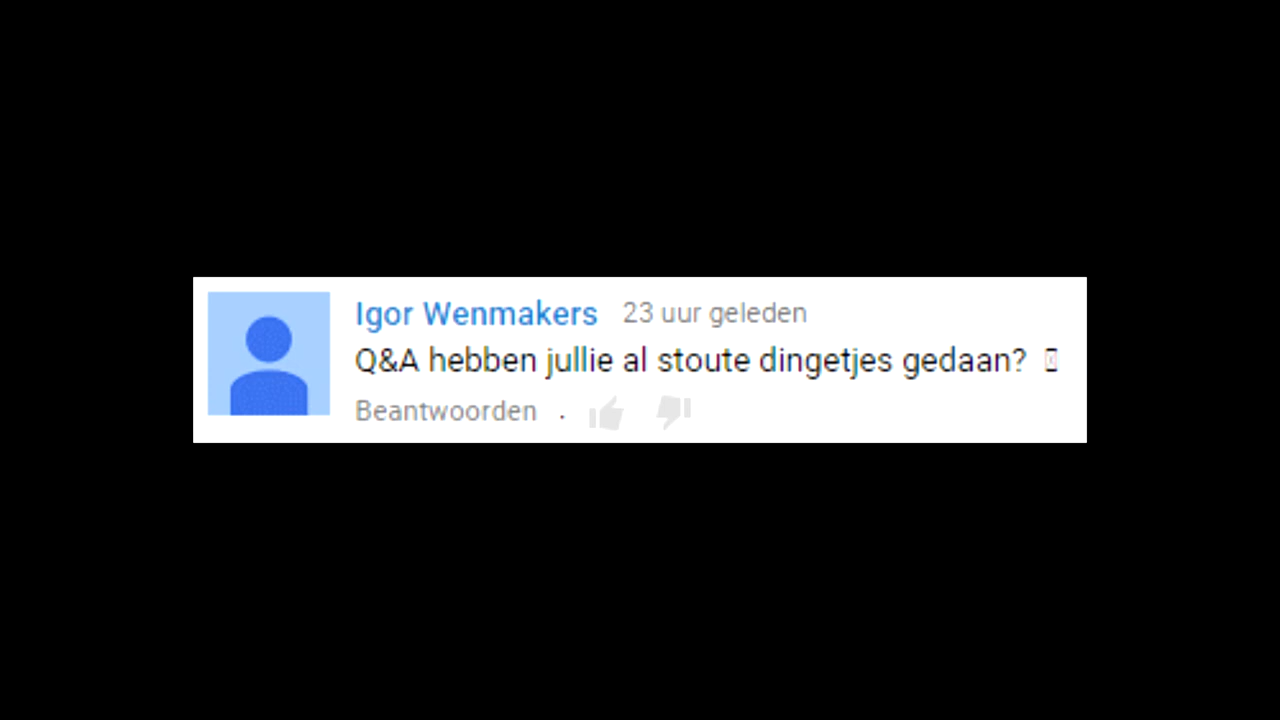 Igor Wenmakers 23 uur geleden
Q&A hebben jullie al stoute dingetjes gedaan?
Beantwoorden .